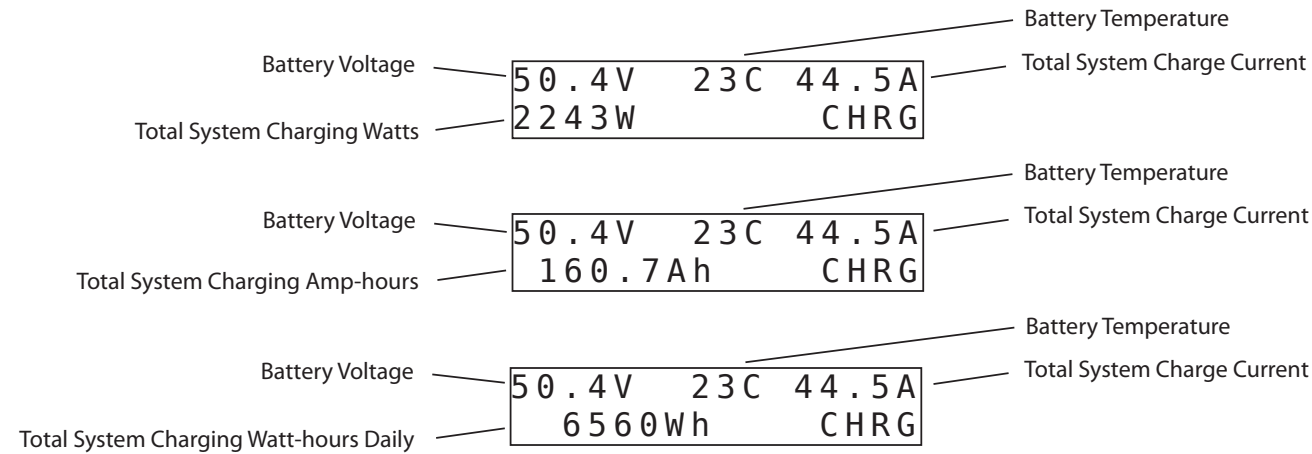 Battery Temperature
Battery Voltage
Total System Charge Current
50.4V 23C 44.5A
Total System Charging Watts
2243W CHRG
Battery Temperature
Battery Voltage
Total System Charge Current
50.4V 23C 44.5A
Total System Charging Amp-hours
160.7Ah CHRG
Battery Temperature
Battery Voltage
Total System Charge Current
50.4V 23C 44.5A
Total System Charging Watt-hours Daily
6560Wh CHRG